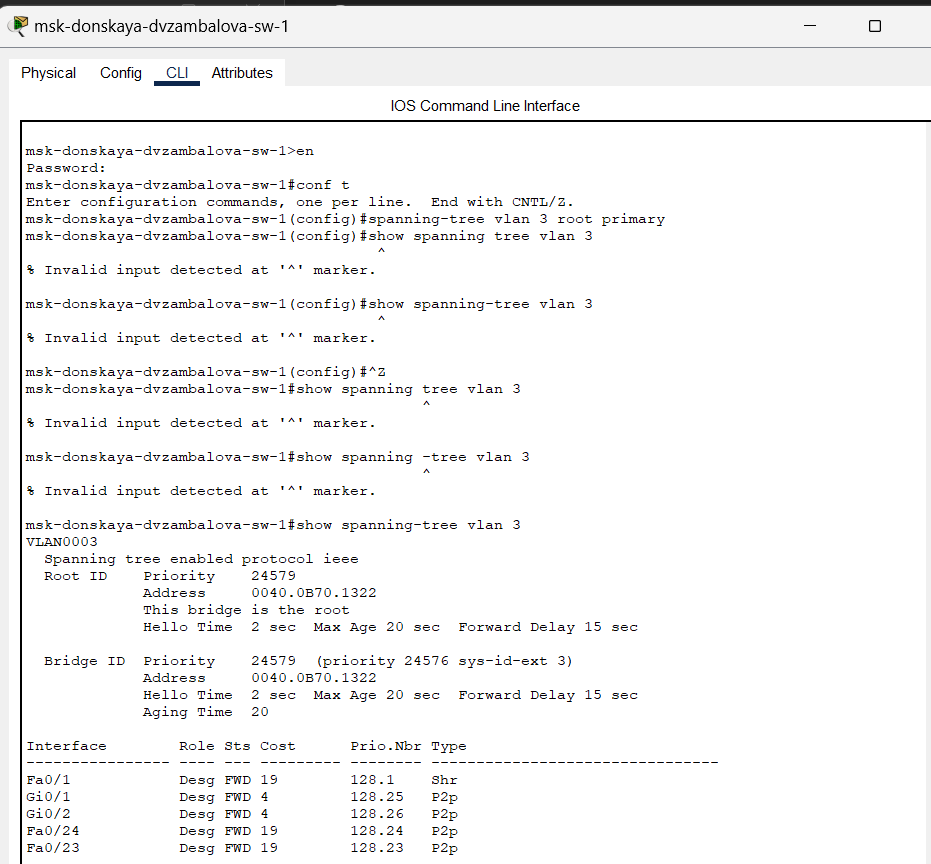 msk-donskaya-dvzambalova-sw-1
Physical Config CLI Attributes
IOS Command Line Interface
msk-donskaya-dvzambalova-sw-1>en
Password:
msk-donskaya-dvzambalova-sw-1#conf t
Enter configuration commands, one per line.  End with CNTL/Z.
msk-donskaya-dvzambalova-sw-1(config)#spanning-tree vlan 3 root primary
msk-donskaya-dvzambalova-sw-1(config)#show spanning tree vlan 3
                                       ^
% Invalid input detected at '^' marker.
msk-donskaya-dvzambalova-sw-1(config)#show spanning-tree vlan 3
                                       ^
% Invalid input detected at '^' marker.
msk-donskaya-dvzambalova-sw-1(config)#^Z
msk-donskaya-dvzambalova-sw-1#show spanning tree vlan 3
                                            ^
% Invalid input detected at '^' marker.
msk-donskaya-dvzambalova-sw-1#show spanning -tree vlan 3
                                            ^
% Invalid input detected at '^' marker.
msk-donskaya-dvzambalova-sw-1#show spanning-tree vlan 3
VLAN0003
  Spanning tree enabled protocol ieee
  Root ID    Priority    24579
             Address     0040.0B70.1322
             This bridge is the root
             Hello Time  2 sec  Max Age 20 sec  Forward Delay 15 sec
  Bridge ID  Priority    24579  (priority 24576 sys-id-ext 3)
             Address     0040.0B70.1322
             Hello Time  2 sec  Max Age 20 sec  Forward Delay 15 sec
             Aging Time  20
Interface        Role Sts Cost      Prio.Nbr Type
---------------- ---- --- --------- -------- --------------------------------
Fa0/1            Desg FWD 19        128.1    Shr
Gi0/1            Desg FWD 4         128.25   P2p
Gi0/2            Desg FWD 4         128.26   P2p
Fa0/24           Desg FWD 19        128.24   P2p
Fa0/23           Desg FWD 19        128.23   P2p